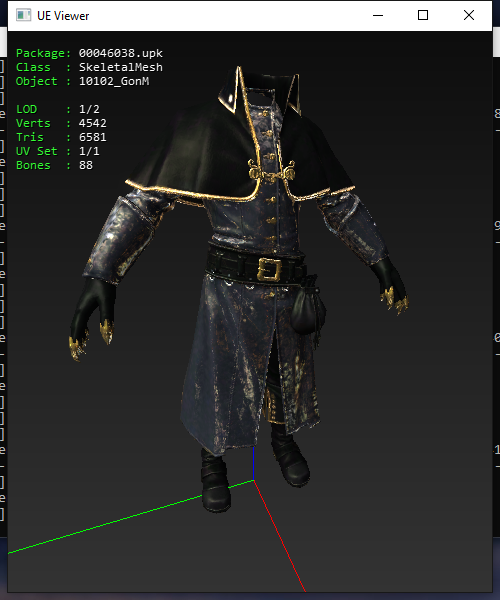 UE Viewer
Package: 00046038.upk
Class  : SkeletalMesh
Object : 10102_GonM
LOD    : 1/2
Verts  : 4542
Tris   : 6581
UV Set : 1/1
Bones  : 88